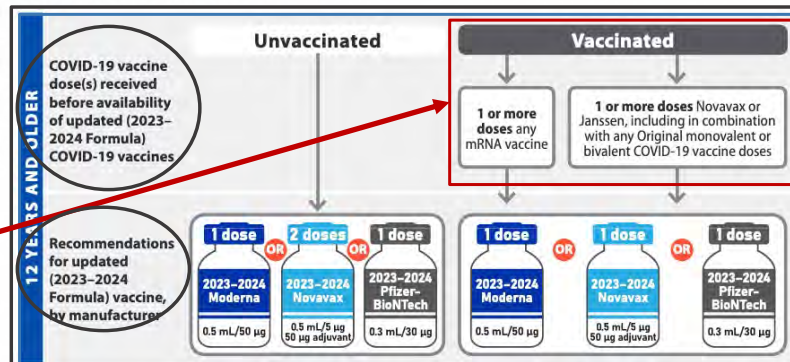 12 YEARS AND OLDER
COVID-19 vaccine
dose(s) received
before availability
of updated (2023–
2024 Formula)
COVID-19 vaccines
Unvaccinated
Vaccinated
1 or more
doses any
mRNA vaccine
1 or more doses Novavax or
Janssen, including in combination
with any Original monovalent or
bivalent COVID-19 vaccine doses
Recommendations
for updated
(2023–2024
Formula) vaccine,
by manufacturer
1 dose
2023–2024
Moderna
0.5 mL/50 µg
OR
2 doses
2023–2024
Novavax
0.5 mL/5 µg
50 µg adjuvant
OR
1 dose
2023–2024
Pfizer–
BioNTech
0.3 mL/30 µg
1 dose
2023–2024
Moderna
0.5 mL/50 µg
OR
1 dose
2023–2024
Novavax
0.5 mL/5 µg
50 µg adjuvant
OR
1 dose
2023–2024
Pfizer–
BioNTech
0.3 mL/30 µg